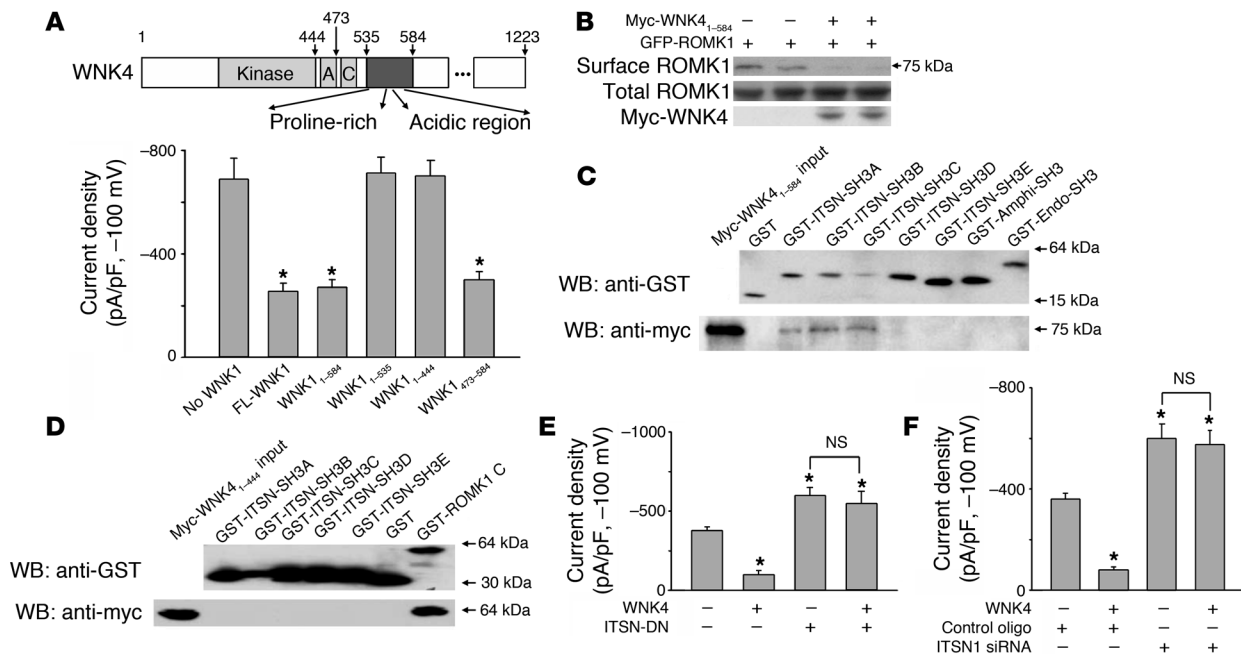 A
1 444 473 535 584 1223
WNK4 Kinase A C •••
Proline-rich Acidic region
Current density
(pA/pF, –100 mV)
–800
–400
0
* * *
No WNK1 FL-WNK1 WNK1₁₋₅₈₄ WNK1₁₋₅₃₅ WNK1₁₋₄₄₄ WNK1₄₇₃₋₅₈₄
B
Myc-WNK4₁₋₅₈₄ – – + +
GFP-ROMK1 + + + +
Surface ROMK1 75 kDa
Total ROMK1
Myc-WNK4
C
Myc-WNK4₁₋₅₈₄ input GST GST-ITSN-SH3A GST-ITSN-SH3B GST-ITSN-SH3C GST-ITSN-SH3D GST-ITSN-SH3E GST-Amphi-SH3 GST-Endo-SH3
64 kDa
WB: anti-GST
15 kDa
WB: anti-myc 75 kDa
D
Myc-WNK4₁₋₄₄₄ input GST-ITSN-SH3A GST-ITSN-SH3B GST-ITSN-SH3C GST-ITSN-SH3D GST-ITSN-SH3E GST GST-ROMK1 C
64 kDa
WB: anti-GST
30 kDa
WB: anti-myc 64 kDa
E
Current density
(pA/pF, –100 mV)
–1000
–500
0
NS
* * *
WNK4 – + – +
ITSN-DN – – + +
F
Current density
(pA/pF, –100 mV)
–800
–400
0
NS
* * *
WNK4 – + – +
Control oligo + + – –
ITSN1 siRNA – – + +